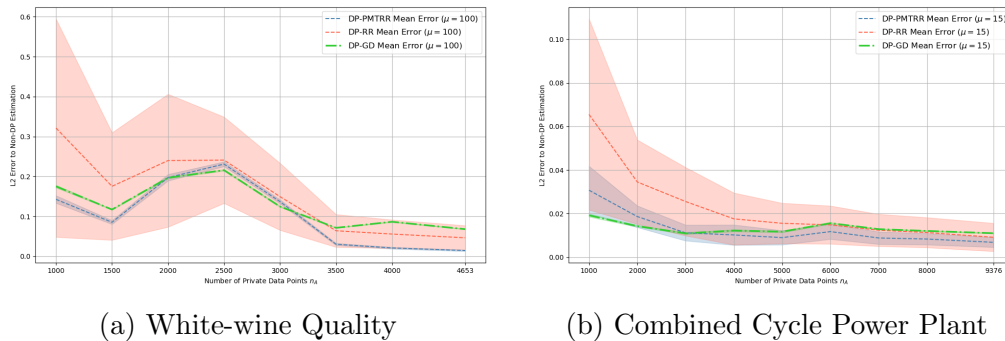 0.6
0.5
0.4
0.3
0.2
0.1
0.0
L2 Error to Non-DP Estimation
DP-PMTRR Mean Error (μ = 100)
DP-RR Mean Error (μ = 100)
DP-GD Mean Error (μ = 100)
1000 1500 2000 2500 3000 3500 4000 4653
Number of Private Data Points n_A
(a) White-wine Quality
0.10
0.08
0.06
0.04
0.02
0.00
L2 Error to Non-DP Estimation
DP-PMTRR Mean Error (μ = 15)
DP-RR Mean Error (μ = 15)
DP-GD Mean Error (μ = 15)
1000 2000 3000 4000 5000 6000 7000 8000 9376
Number of Private Data Points n_A
(b) Combined Cycle Power Plant